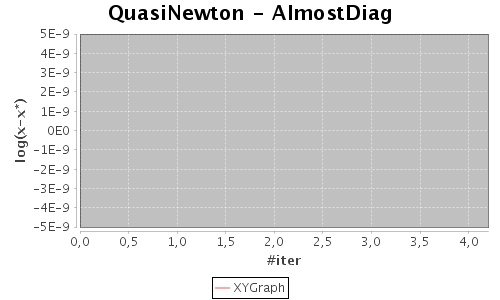 QuasiNewton - AlmostDiag
5E-9
4E-9
3E-9
2E-9
1E-9
0E0
-1E-9
-2E-9
-3E-9
-4E-9
-5E-9
log(x-x*)
0,0 0,5 1,0 1,5 2,0 2,5 3,0 3,5 4,0
#iter
XYGraph